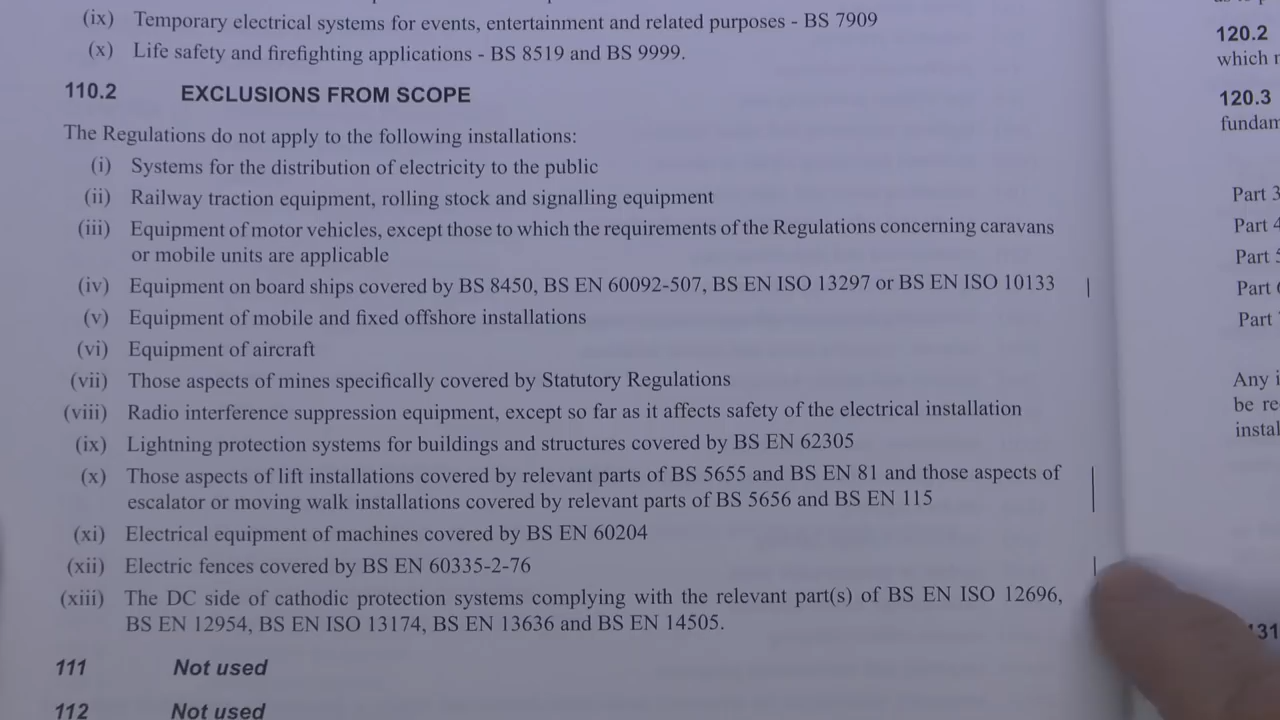 (ix) Temporary electrical systems for events, entertainment and related purposes - BS 7909
(x) Life safety and firefighting applications - BS 8519 and BS 9999.
110.2 EXCLUSIONS FROM SCOPE
The Regulations do not apply to the following installations:
(i) Systems for the distribution of electricity to the public
(ii) Railway traction equipment, rolling stock and signalling equipment
(iii) Equipment of motor vehicles, except those to which the requirements of the Regulations concerning caravans
or mobile units are applicable
(iv) Equipment on board ships covered by BS 8450, BS EN 60092-507, BS EN ISO 13297 or BS EN ISO 10133
(v) Equipment of mobile and fixed offshore installations
(vi) Equipment of aircraft
(vii) Those aspects of mines specifically covered by Statutory Regulations
(viii) Radio interference suppression equipment, except so far as it affects safety of the electrical installation
(ix) Lightning protection systems for buildings and structures covered by BS EN 62305
(x) Those aspects of lift installations covered by relevant parts of BS 5655 and BS EN 81 and those aspects of
escalator or moving walk installations covered by relevant parts of BS 5656 and BS EN 115
(xi) Electrical equipment of machines covered by BS EN 60204
(xii) Electric fences covered by BS EN 60335-2-76
(xiii) The DC side of cathodic protection systems complying with the relevant part(s) of BS EN ISO 12696,
BS EN 12954, BS EN ISO 13174, BS EN 13636 and BS EN 14505.
111 Not used
112 Not used
120.2
which
120.3
Part 3
Part 4
Part
Part
Part
Any
be